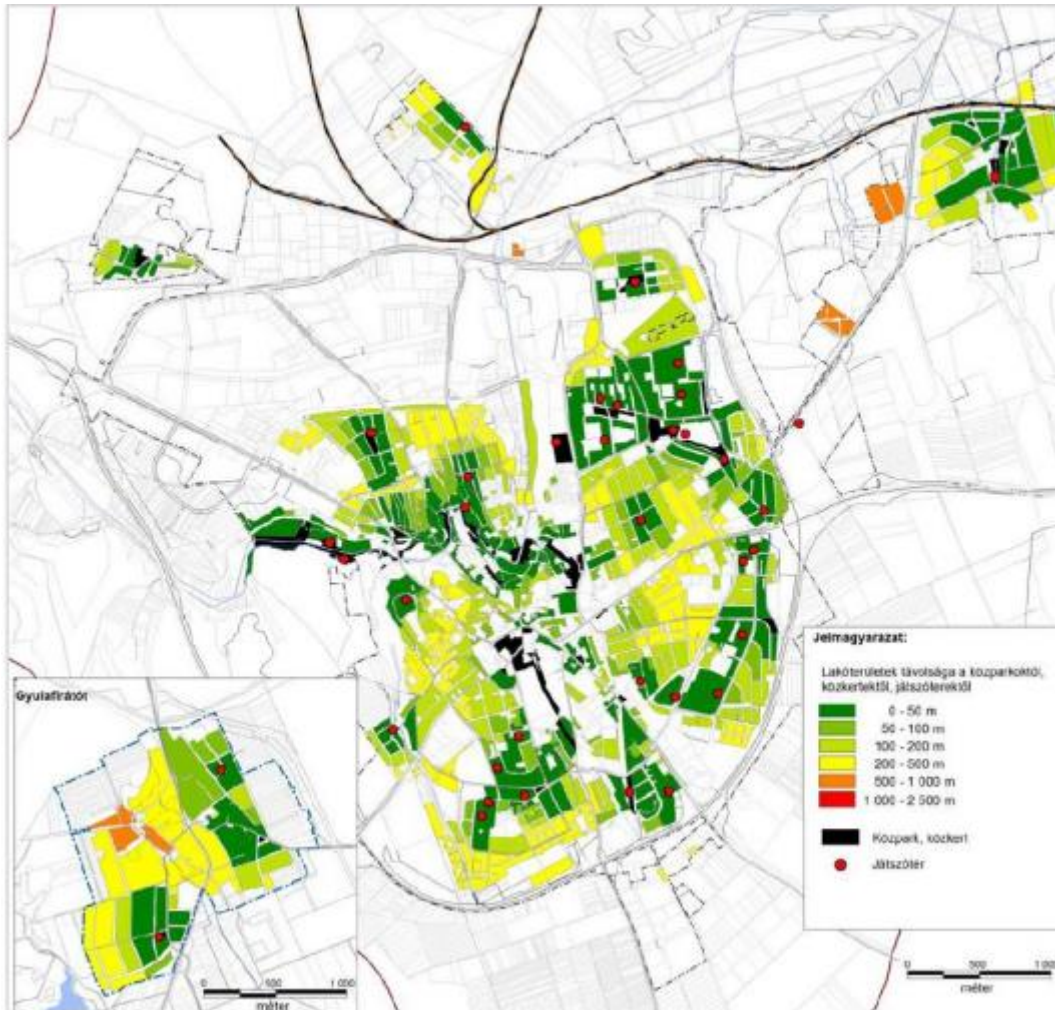 Gyulafirátót
0 500 1 000
méter
Jelmagyarázat:
Lakóterületek távolsága a közparkoktól,
közkertektől, játszóterektől
0 - 50 m
50 - 100 m
100 - 200 m
200 - 500 m
500 - 1 000 m
1 000 - 2 500 m
Közpark, közkert
Játszótér
0 500 1 000
méter